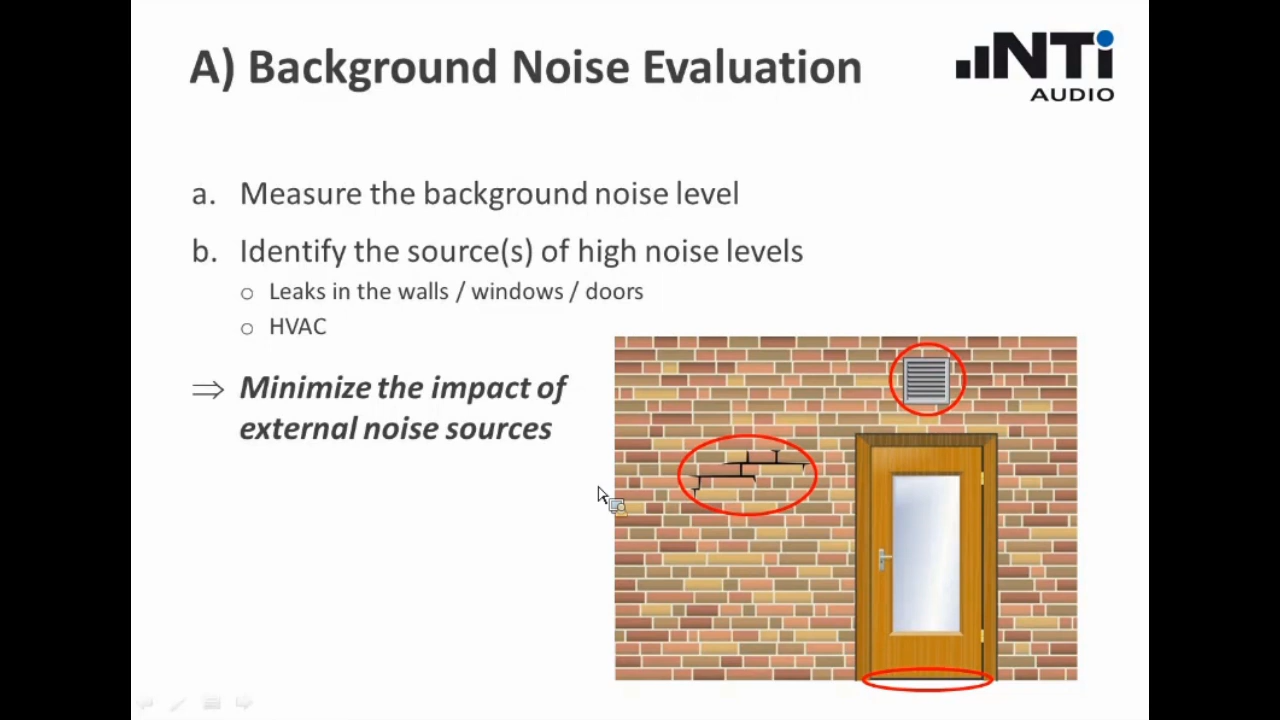 A) Background Noise Evaluation
NTi
AUDIO
a. Measure the background noise level
b. Identify the source(s) of high noise levels
○ Leaks in the walls / windows / doors
○ HVAC
⇒ Minimize the impact of
external noise sources